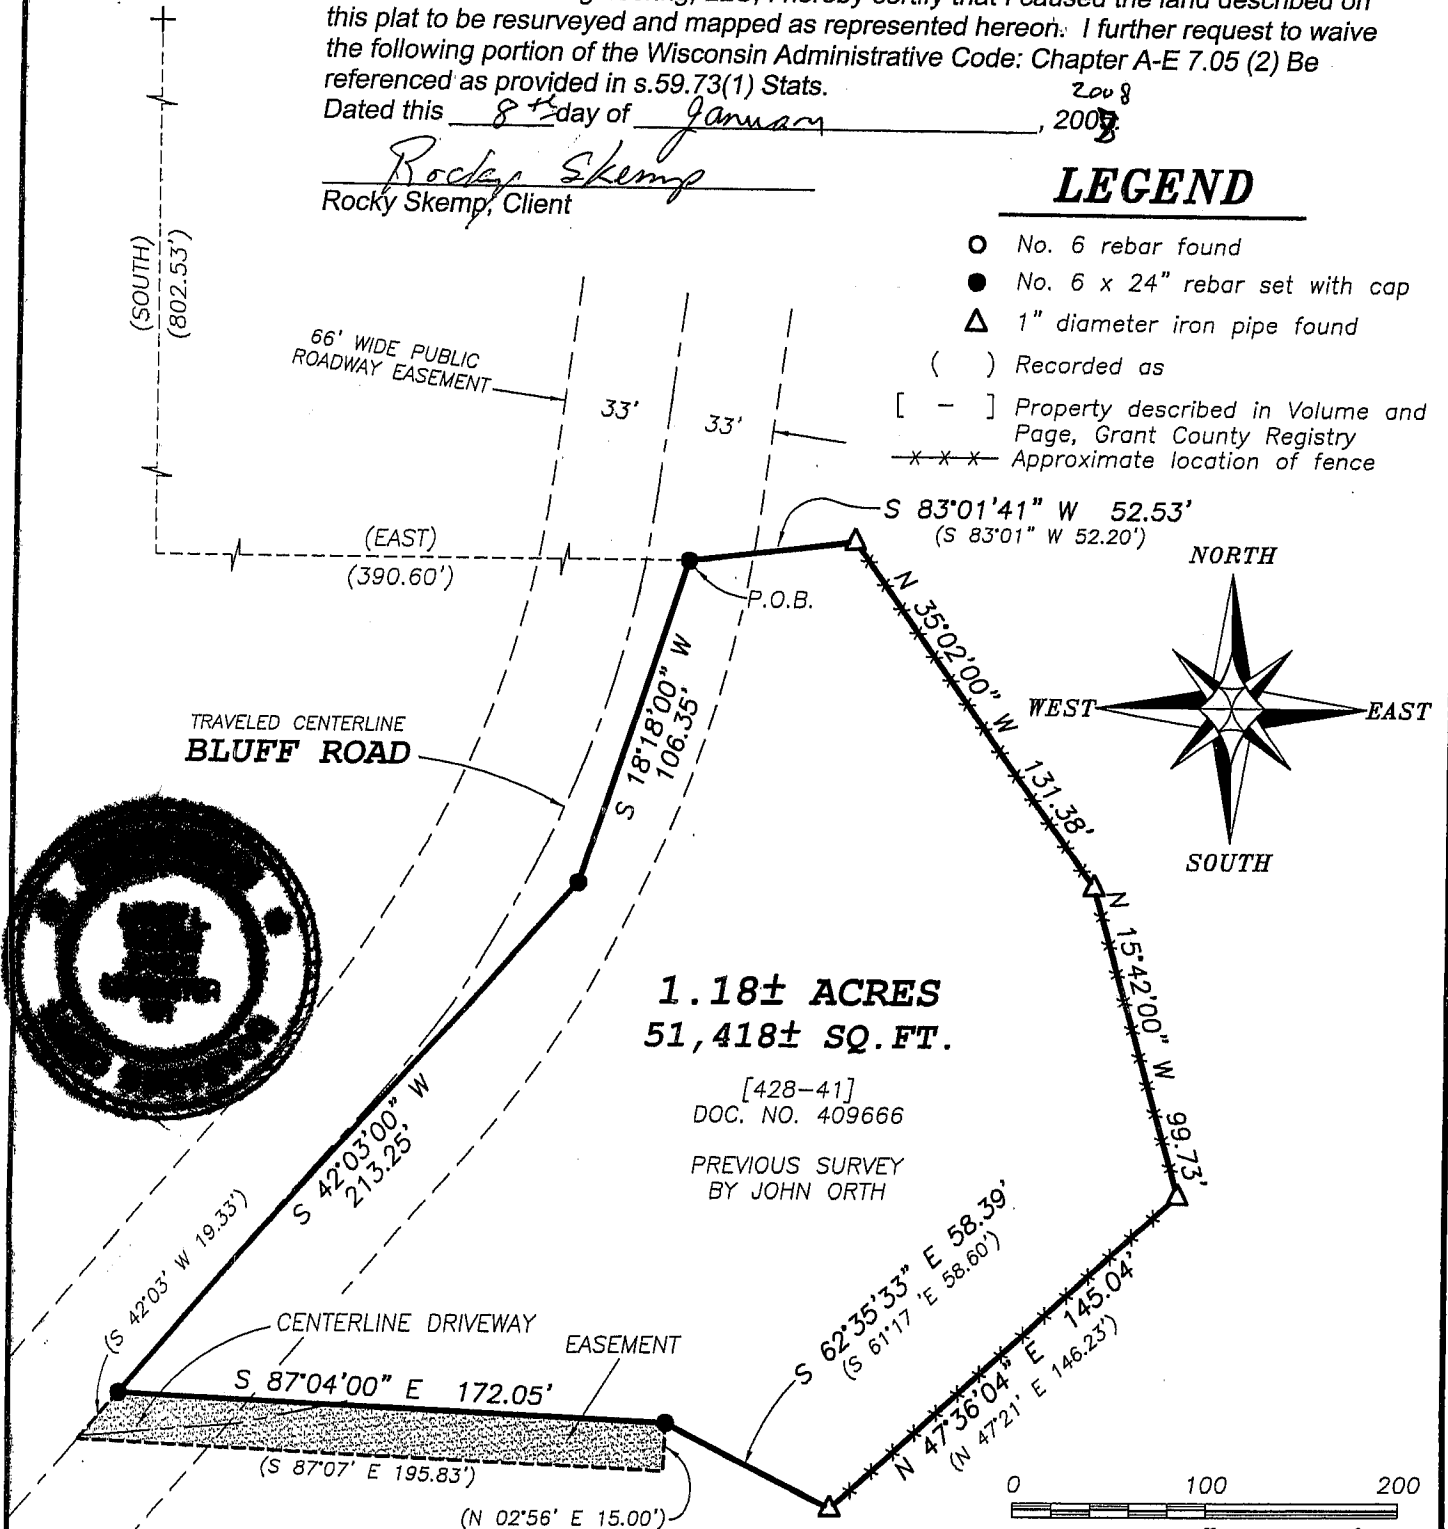 this plat to be resurveyed and mapped as represented hereon. I further request to waive
the following portion of the Wisconsin Administrative Code: Chapter A-E 7.05 (2) Be
referenced as provided in s.59.73(1) Stats.
2008
Dated this 8th day of January, 2008.
Rocky Skemp
Rocky Skemp, Client
LEGEND
No. 6 rebar found
No. 6 x 24" rebar set with cap
1" diameter iron pipe found
( ) Recorded as
[ - ] Property described in Volume and
Page, Grant County Registry
Approximate location of fence
(SOUTH)
(802.53')
66' WIDE PUBLIC
ROADWAY EASEMENT
33'
33'
S 83°01'41" W 52.53'
(S 83°01" W 52.20')
(EAST)
(390.60')
P.O.B.
NORTH
WEST
EAST
SOUTH
N 35°02'00" W 131.38'
S 18°18'00" W
106.35'
TRAVELED CENTERLINE
BLUFF ROAD
N 15°42'00" W 99.73'
1.18± ACRES
51,418± SQ.FT.
[428-41]
DOC. NO. 409666
PREVIOUS SURVEY
BY JOHN ORTH
S 42°03'00" W
213.25'
(S 42°03' W 19.33')
S 62°35'33" E 58.39'
(S 61°17 'E 58.60')
N 47°36'04" E 145.04'
(N 47°21' E 146.23')
CENTERLINE DRIVEWAY
EASEMENT
S 87°04'00" E 172.05'
(S 87°07' E 195.83')
(N 02°56' E 15.00')
0 100 200